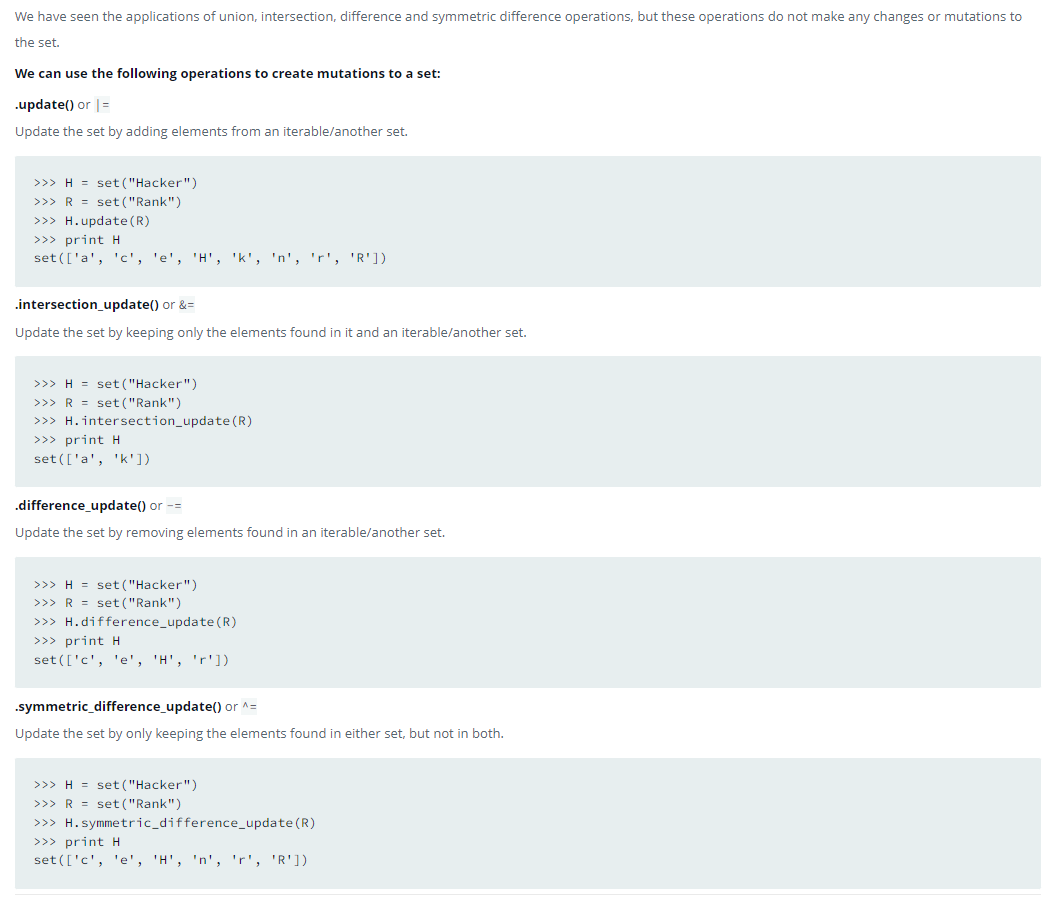 We have seen the applications of union, intersection, difference and symmetric difference operations, but these operations do not make any changes or mutations to
the set.
We can use the following operations to create mutations to a set:
.update() or |=
Update the set by adding elements from an iterable/another set.
>>> H = set("Hacker")
>>> R = set("Rank")
>>> H.update(R)
>>> print H
set(['a', 'c', 'e', 'H', 'k', 'n', 'r', 'R'])
.intersection_update() or &=
Update the set by keeping only the elements found in it and an iterable/another set.
>>> H = set("Hacker")
>>> R = set("Rank")
>>> H.intersection_update(R)
>>> print H
set(['a', 'k'])
.difference_update() or -=
Update the set by removing elements found in an iterable/another set.
>>> H = set("Hacker")
>>> R = set("Rank")
>>> H.difference_update(R)
>>> print H
set(['c', 'e', 'H', 'r'])
.symmetric_difference_update() or ^=
Update the set by only keeping the elements found in either set, but not in both.
>>> H = set("Hacker")
>>> R = set("Rank")
>>> H.symmetric_difference_update(R)
>>> print H
set(['c', 'e', 'H', 'n', 'r', 'R'])